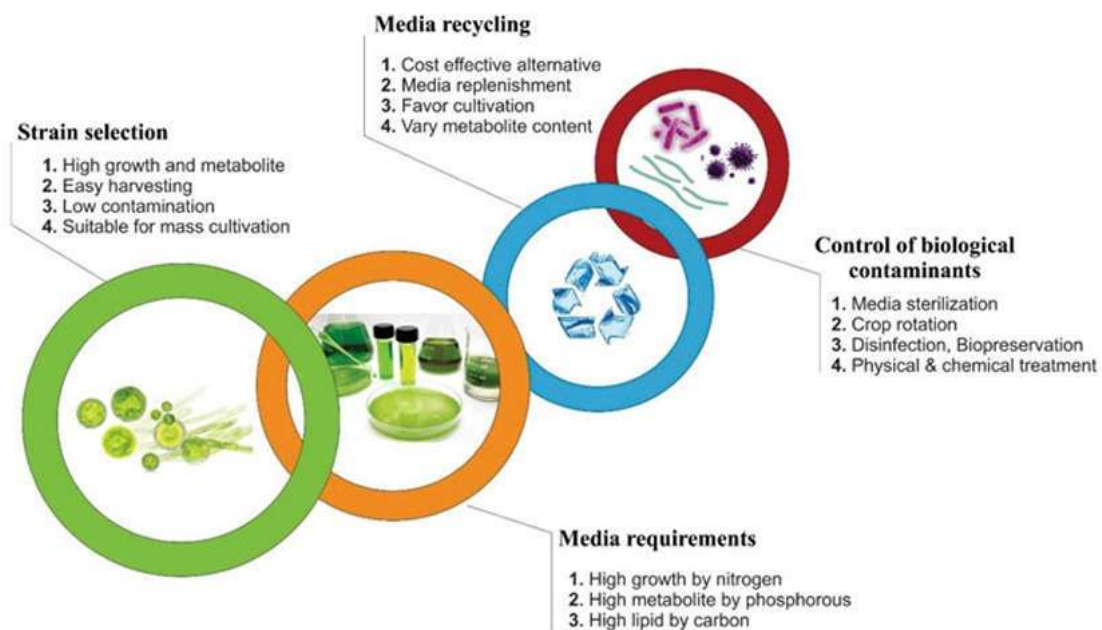 Media recycling
1. Cost effective alternative
2. Media replenishment
3. Favor cultivation
4. Vary metabolite content
Strain selection
1. High growth and metabolite
2. Easy harvesting
3. Low contamination
4. Suitable for mass cultivation
Control of biological
contaminants
1. Media sterilization
2. Crop rotation
3. Disinfection, Biopreservation
4. Physical & chemical treatment
Media requirements
1. High growth by nitrogen
2. High metabolite by phosphorous
3. High lipid by carbon